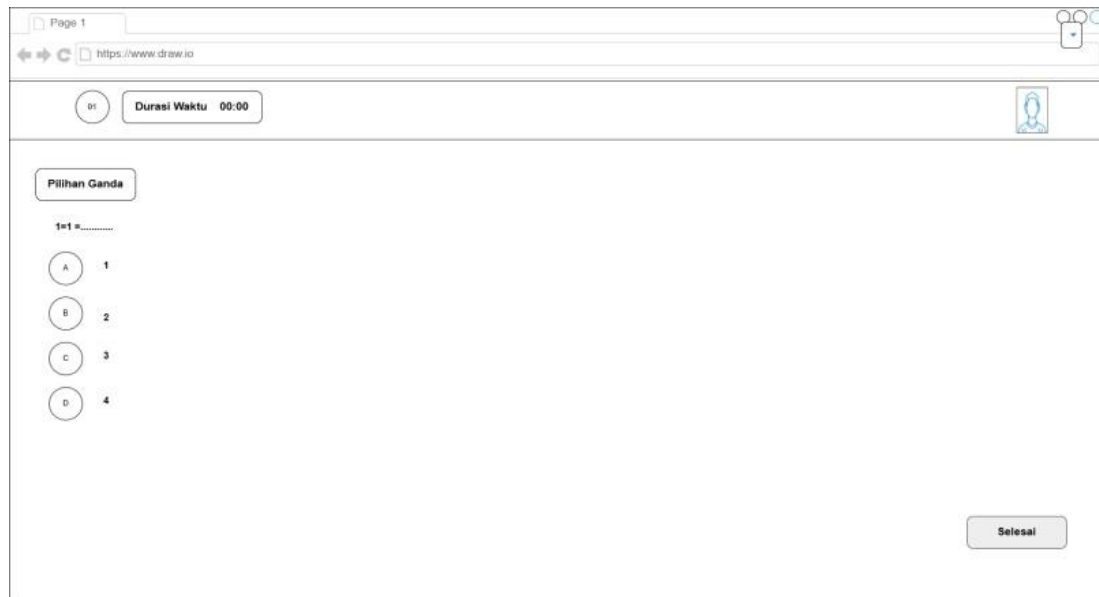 Page 1
https://www.draw.io
01 Durasi Waktu 00:00
Pilihan Ganda
1=1 =............
A 1
B 2
C 3
D 4
Selesai